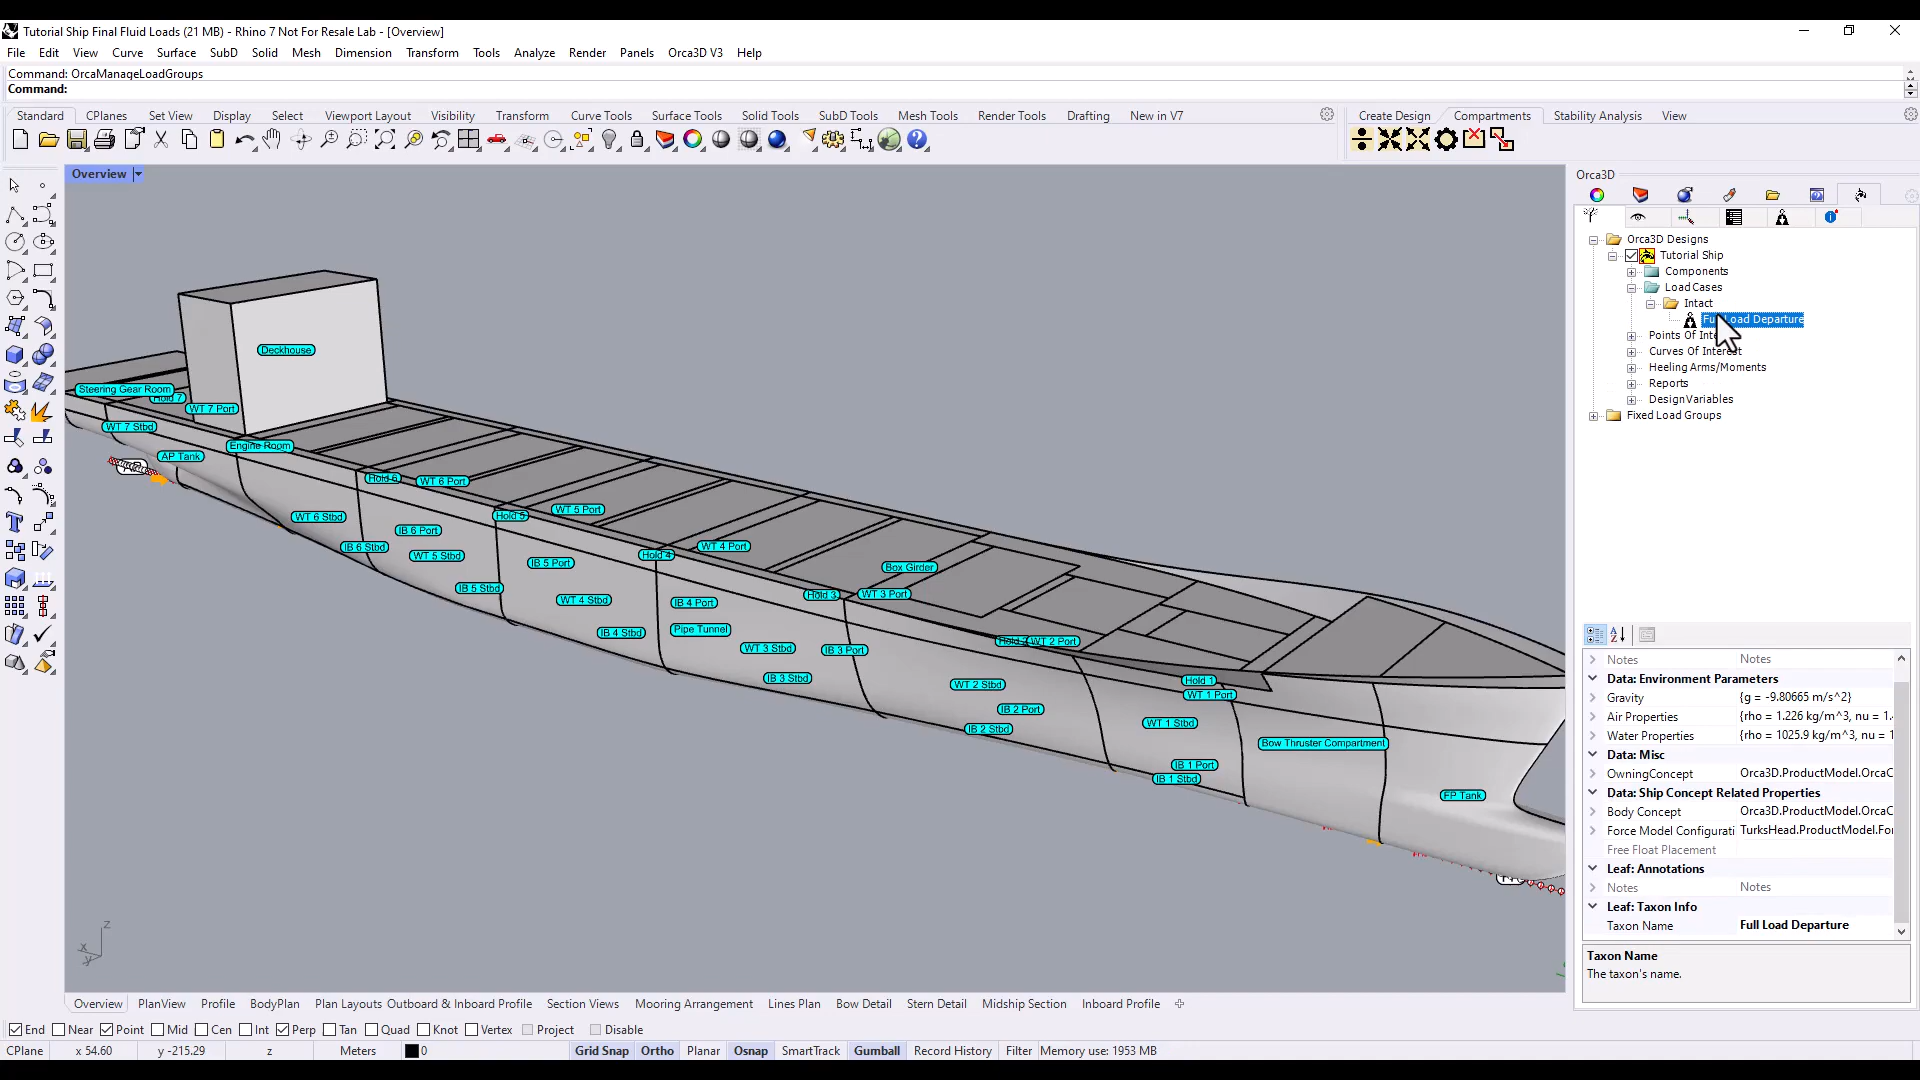 Tutorial Ship Final Fluid Loads (21 MB) - Rhino 7 Not For Resale Lab - [Overview]
File Edit View Curve Surface SubD Solid Mesh Dimension Transform Tools Analyze Render Panels Orca3D V3 Help
Command: OrcaManageLoadGroups
Command:
Standard CPlanes Set View Display Select Viewport Layout Visibility Transform Curve Tools Surface Tools Solid Tools SubD Tools Mesh Tools Render Tools Drafting New in V7
Create Design Compartments Stability Analysis View
Overview
Orca3D
Orca3D Designs
Tutorial Ship
Components
Load Cases
Intact
Full Load Departure
Points Of Inte
Curves Of Interest
Heeling Arms/Moments
Reports
Design Variables
Fixed Load Groups
Deckhouse
Steering Gear Room
Hold 7
WT 7 Port
WT 7 Stbd
Engine Room
AP Tank
Hold 6
WT 6 Port
WT 5 Port
Hold 5
WT 6 Stbd
IB 6 Port
IB 6 Stbd
WT 5 Stbd
IB 5 Port
Hold 4
WT 4 Port
Box Girder
IB 5 Stbd
WT 4 Stbd
IB 4 Port
Hold 3
WT 3 Port
IB 4 Stbd
Pipe Tunnel
WT 3 Stbd
IB 3 Port
Hold 2
WT 2 Port
IB 3 Stbd
WT 2 Stbd
Hold 1
WT 1 Port
IB 2 Port
IB 2 Stbd
WT 1 Stbd
Bow Thruster Compartment
IB 1 Port
IB 1 Stbd
FP Tank
z
x
y
Notes Notes
Data: Environment Parameters
Gravity {g = -9.80665 m/s^2}
Air Properties {rho = 1.226 kg/m^3, nu = 1.
Water Properties {rho = 1025.9 kg/m^3, nu = 1
Data: Misc
OwningConcept Orca3D.ProductModel.OrcaC
Data: Ship Concept Related Properties
Body Concept Orca3D.ProductModel.OrcaC
Force Model Configurati TurksHead.ProductModel.For
Free Float Placement
Leaf: Annotations
Notes Notes
Leaf: Taxon Info
Taxon Name Full Load Departure
Taxon Name
The taxon's name.
Overview PlanView Profile BodyPlan Plan Layouts Outboard & Inboard Profile Section Views Mooring Arrangement Lines Plan Bow Detail Stern Detail Midship Section Inboard Profile
End Near Point Mid Cen Int Perp Tan Quad Knot Vertex Project Disable
CPlane x 54.60 y -215.29 z Meters 0 Grid Snap Ortho Planar Osnap SmartTrack Gumball Record History Filter Memory use: 1953 MB